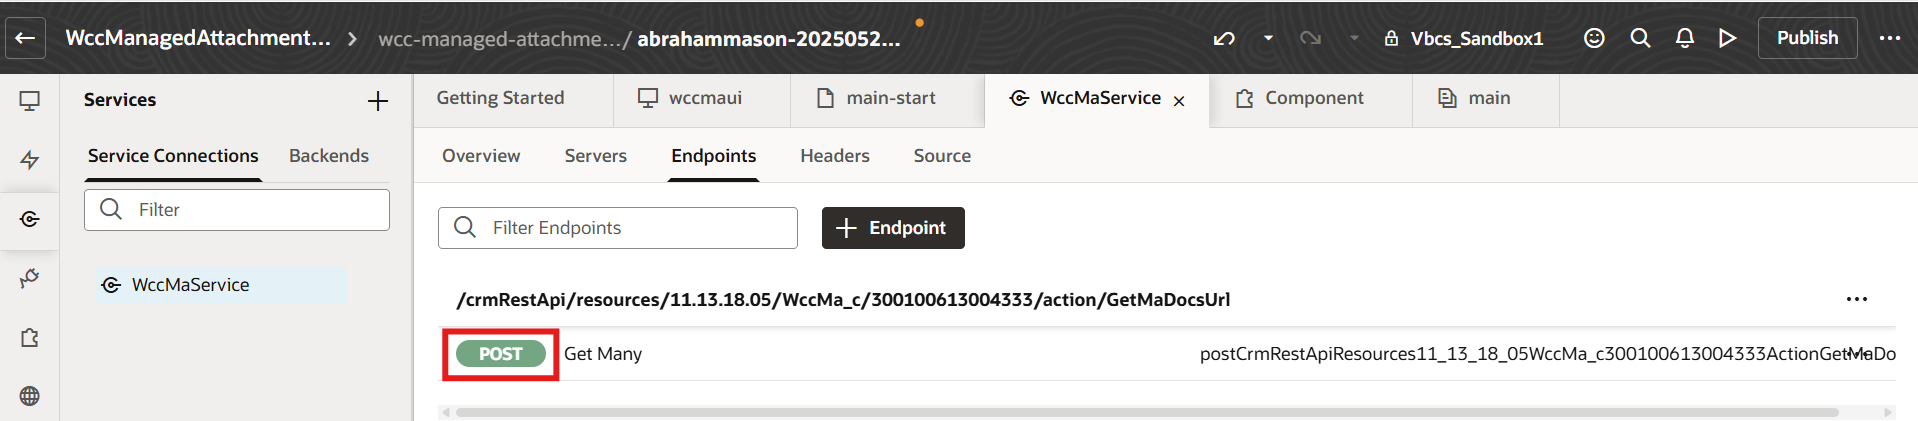 WccManagedAttachment... > wcc-managed-attachme.../ abrahammason-2025052... Vbcs_Sandbox1 Publish
Services
Getting Started wccmaui main-start WccMaService Component main
Service Connections Backends
Overview Servers Endpoints Headers Source
Filter
Filter Endpoints + Endpoint
WccMaService
/crmRestApi/resources/11.13.18.05/WccMa_c/300100613004333/action/GetMaDocsUrl
POST Get Many postCrmRestApiResources11_13_18_05WccMa_c300100613004333ActionGetMaDo